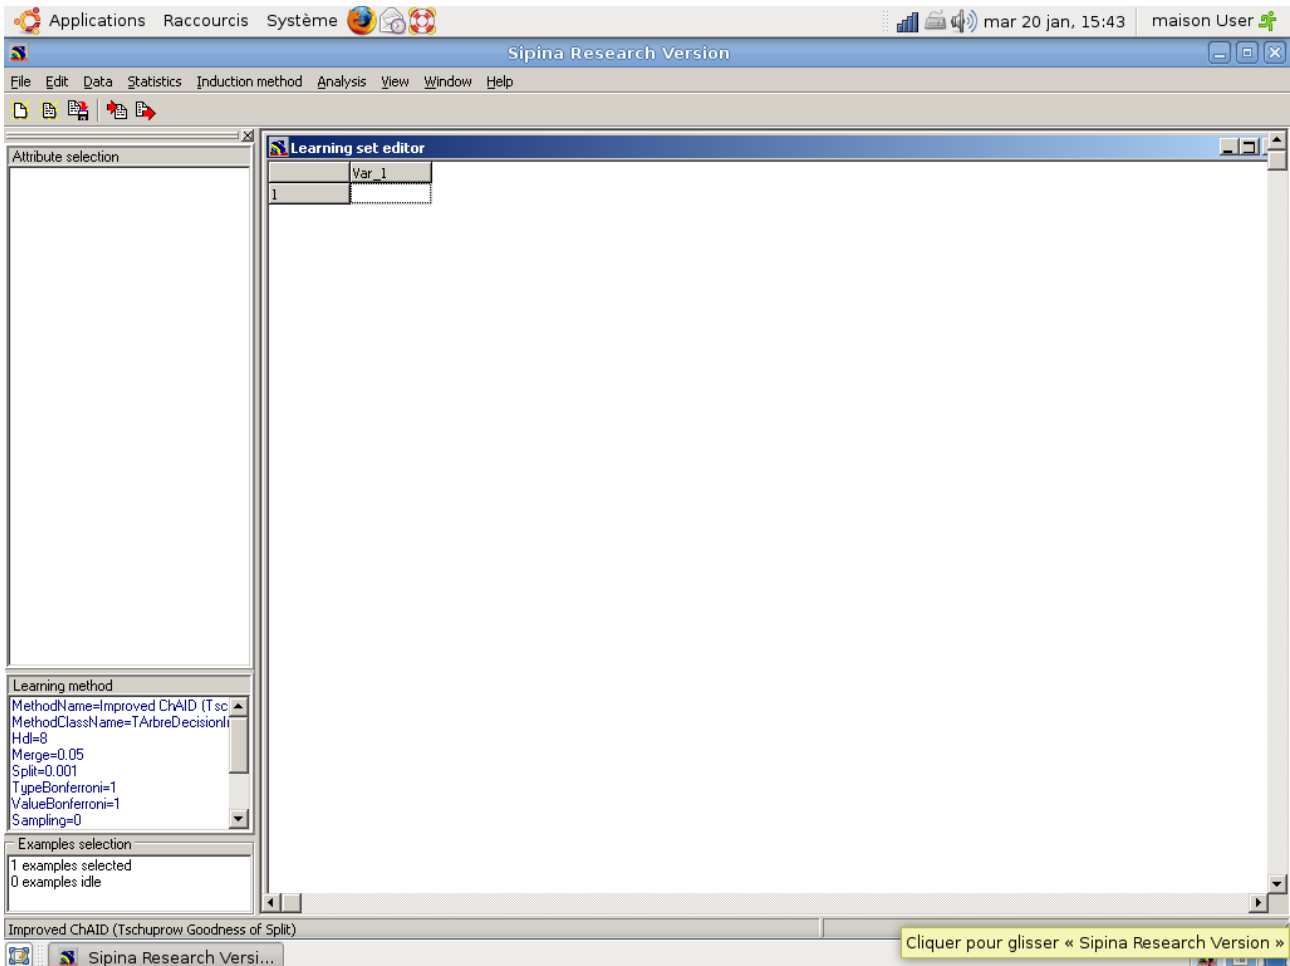 Applications Raccourcis Système mar 20 jan, 15:43 maison User
Sipina Research Version
File Edit Data Statistics Induction method Analysis View Window Help
Attribute selection
Learning set editor
Var_1
1
Learning method
MethodName=Improved ChAID (Tsc
MethodClassName=TArbreDecisionI
Hdl=8
Merge=0.05
Split=0.001
TypeBonferroni=1
ValueBonferroni=1
Sampling=0
Examples selection
1 examples selected
0 examples idle
Improved ChAID (Tschuprow Goodness of Split)
Cliquer pour glisser « Sipina Research Version »
Sipina Research Versi...